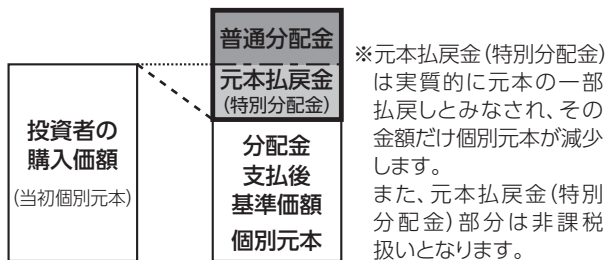 普通分配金
元本払戻金
(特別分配金)
投資者の
購入価額
(当初個別元本)
分配金
支払後
基準価額
個別元本
※元本払戻金(特別分配金)
は実質的に元本の一部
払戻しとみなされ、その
金額だけ個別元本が減少
します。
また、元本払戻金(特別
分配金)部分は非課税
扱いとなります。